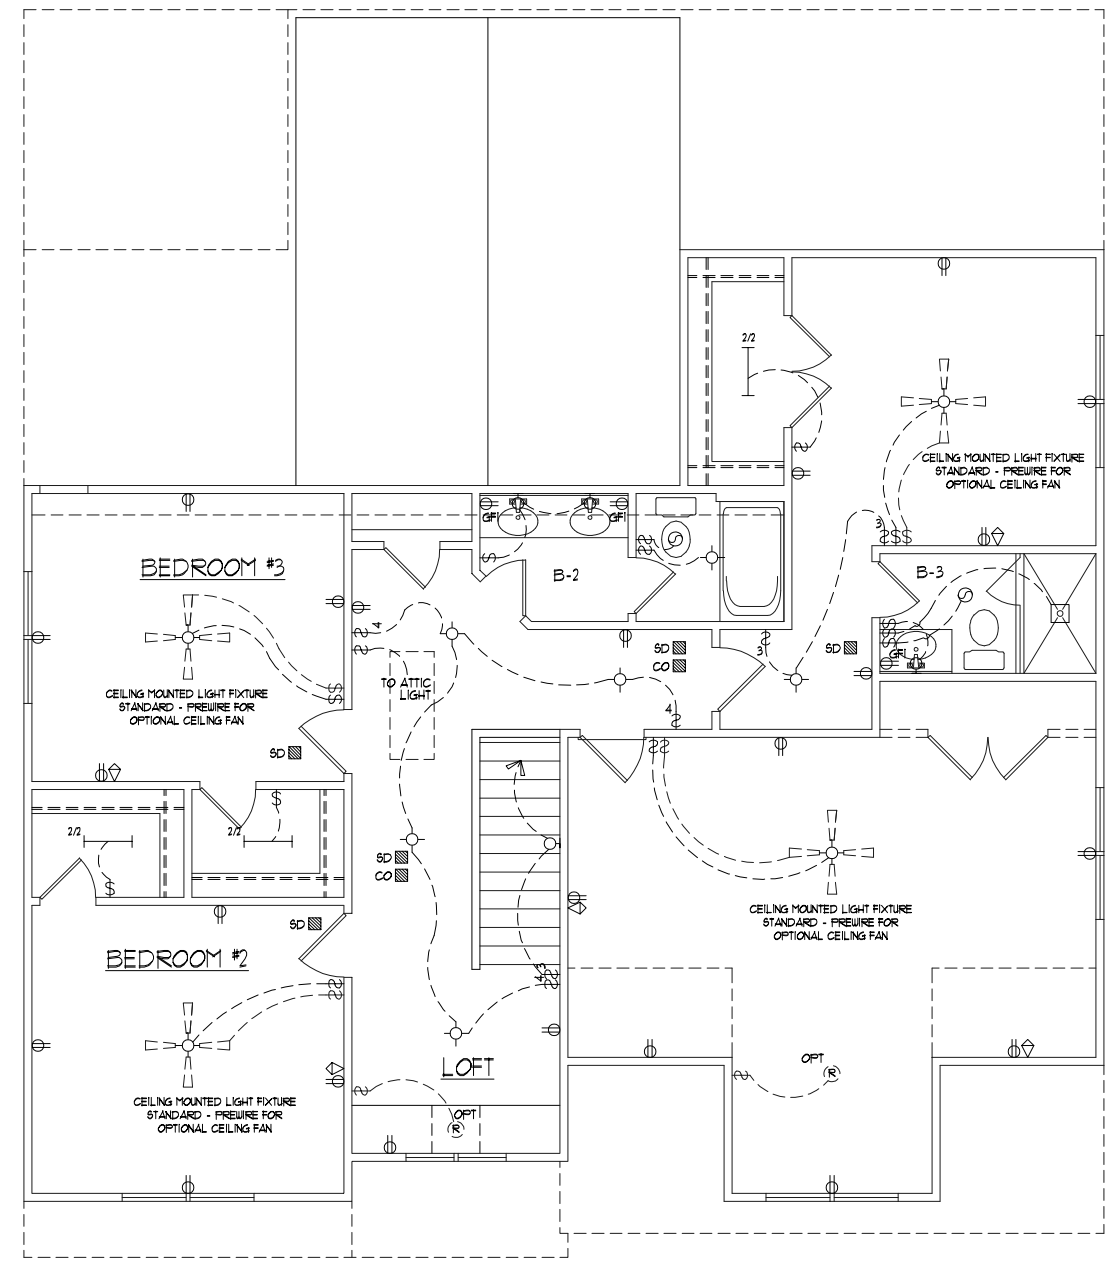 2/2
CEILING MOUNTED LIGHT FIXTURE
STANDARD - PREWIRE FOR
OPTIONAL CEILING FAN
GFI
GFI
3
BEDROOM #3
B-2
B-3
4
3
SD
CO
SD
GFI
TO ATTIC
LIGHT
CEILING MOUNTED LIGHT FIXTURE
STANDARD - PREWIRE FOR
OPTIONAL CEILING FAN
4
SD
2/2
2/2
SD
CO
CEILING MOUNTED LIGHT FIXTURE
STANDARD - PREWIRE FOR
OPTIONAL CEILING FAN
SD
BEDROOM #2
4 3
LOFT
OPT
R
CEILING MOUNTED LIGHT FIXTURE
STANDARD - PREWIRE FOR
OPTIONAL CEILING FAN
OPT
R